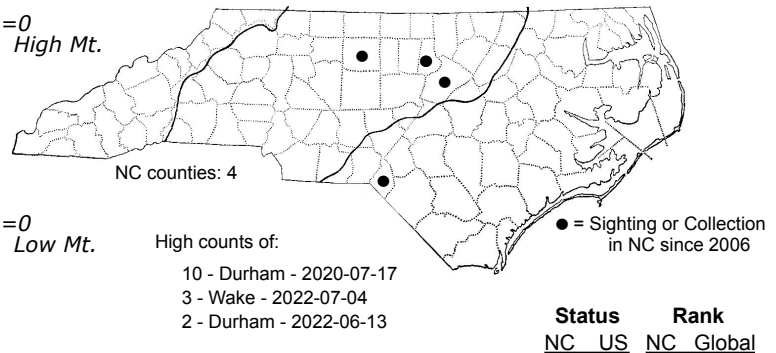 =0
High Mt.
NC counties: 4
=0
Low Mt.
High counts of:
10 - Durham - 2020-07-17
3 - Wake - 2022-07-04
2 - Durham - 2022-06-13
● = Sighting or Collection
in NC since 2006
Status Rank
NC US NC Global